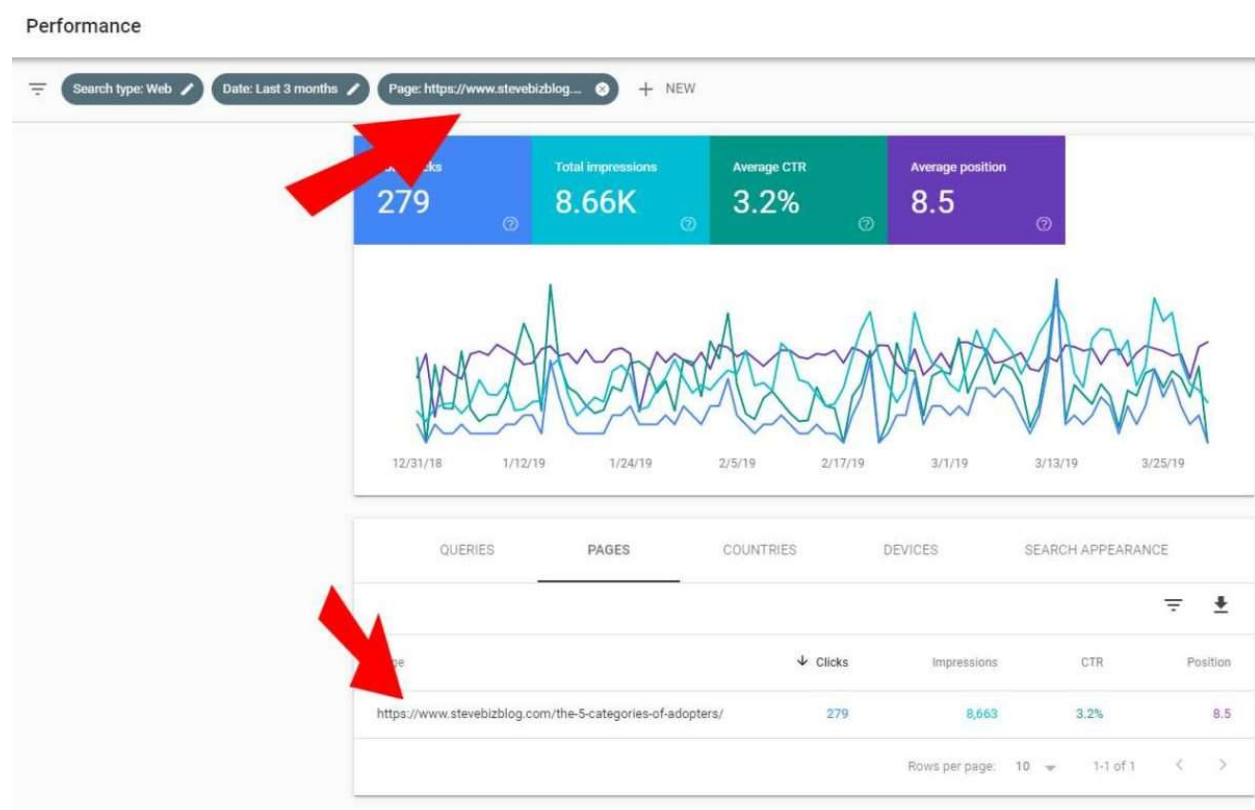 Performance
Search type: Web Date: Last 3 months Page: https://www.stevebizblog.... + NEW
Total impressions Average CTR Average position
279 8.66K 3.2% 8.5
12/31/18 1/12/19 1/24/19 2/5/19 2/17/19 3/1/19 3/13/19 3/25/19
QUERIES PAGES COUNTRIES DEVICES SEARCH APPEARANCE
Clicks Impressions CTR Position
https://www.stevebizblog.com/the-5-categories-of-adopters/ 279 8,663 3.2% 8.5
Rows per page: 10 1-1 of 1